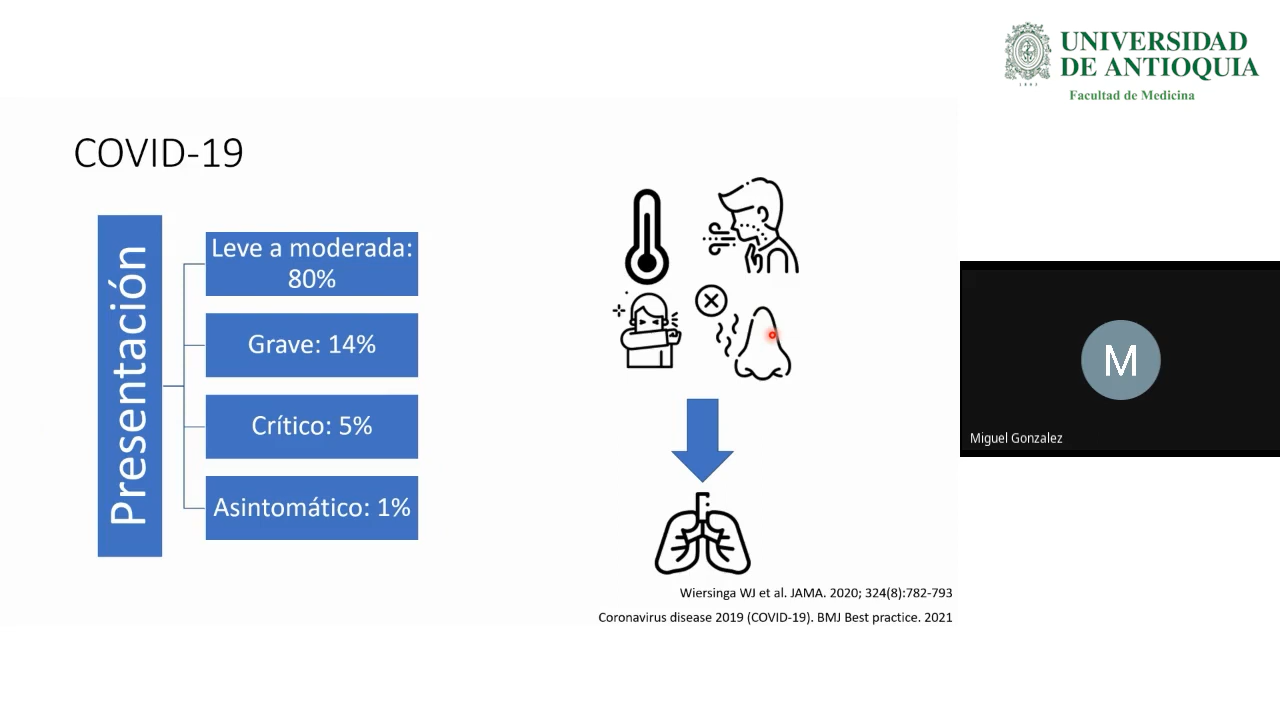 UNIVERSIDAD
DE ANTIOQUIA
1803
Facultad de Medicina
COVID-19
Presentación
Leve a moderada:
80%
Grave: 14%
Crítico: 5%
Asintomático: 1%
M
Miguel Gonzalez
Wiersinga WJ et al. JAMA. 2020; 324(8):782-793
Coronavirus disease 2019 (COVID-19). BMJ Best practice. 2021